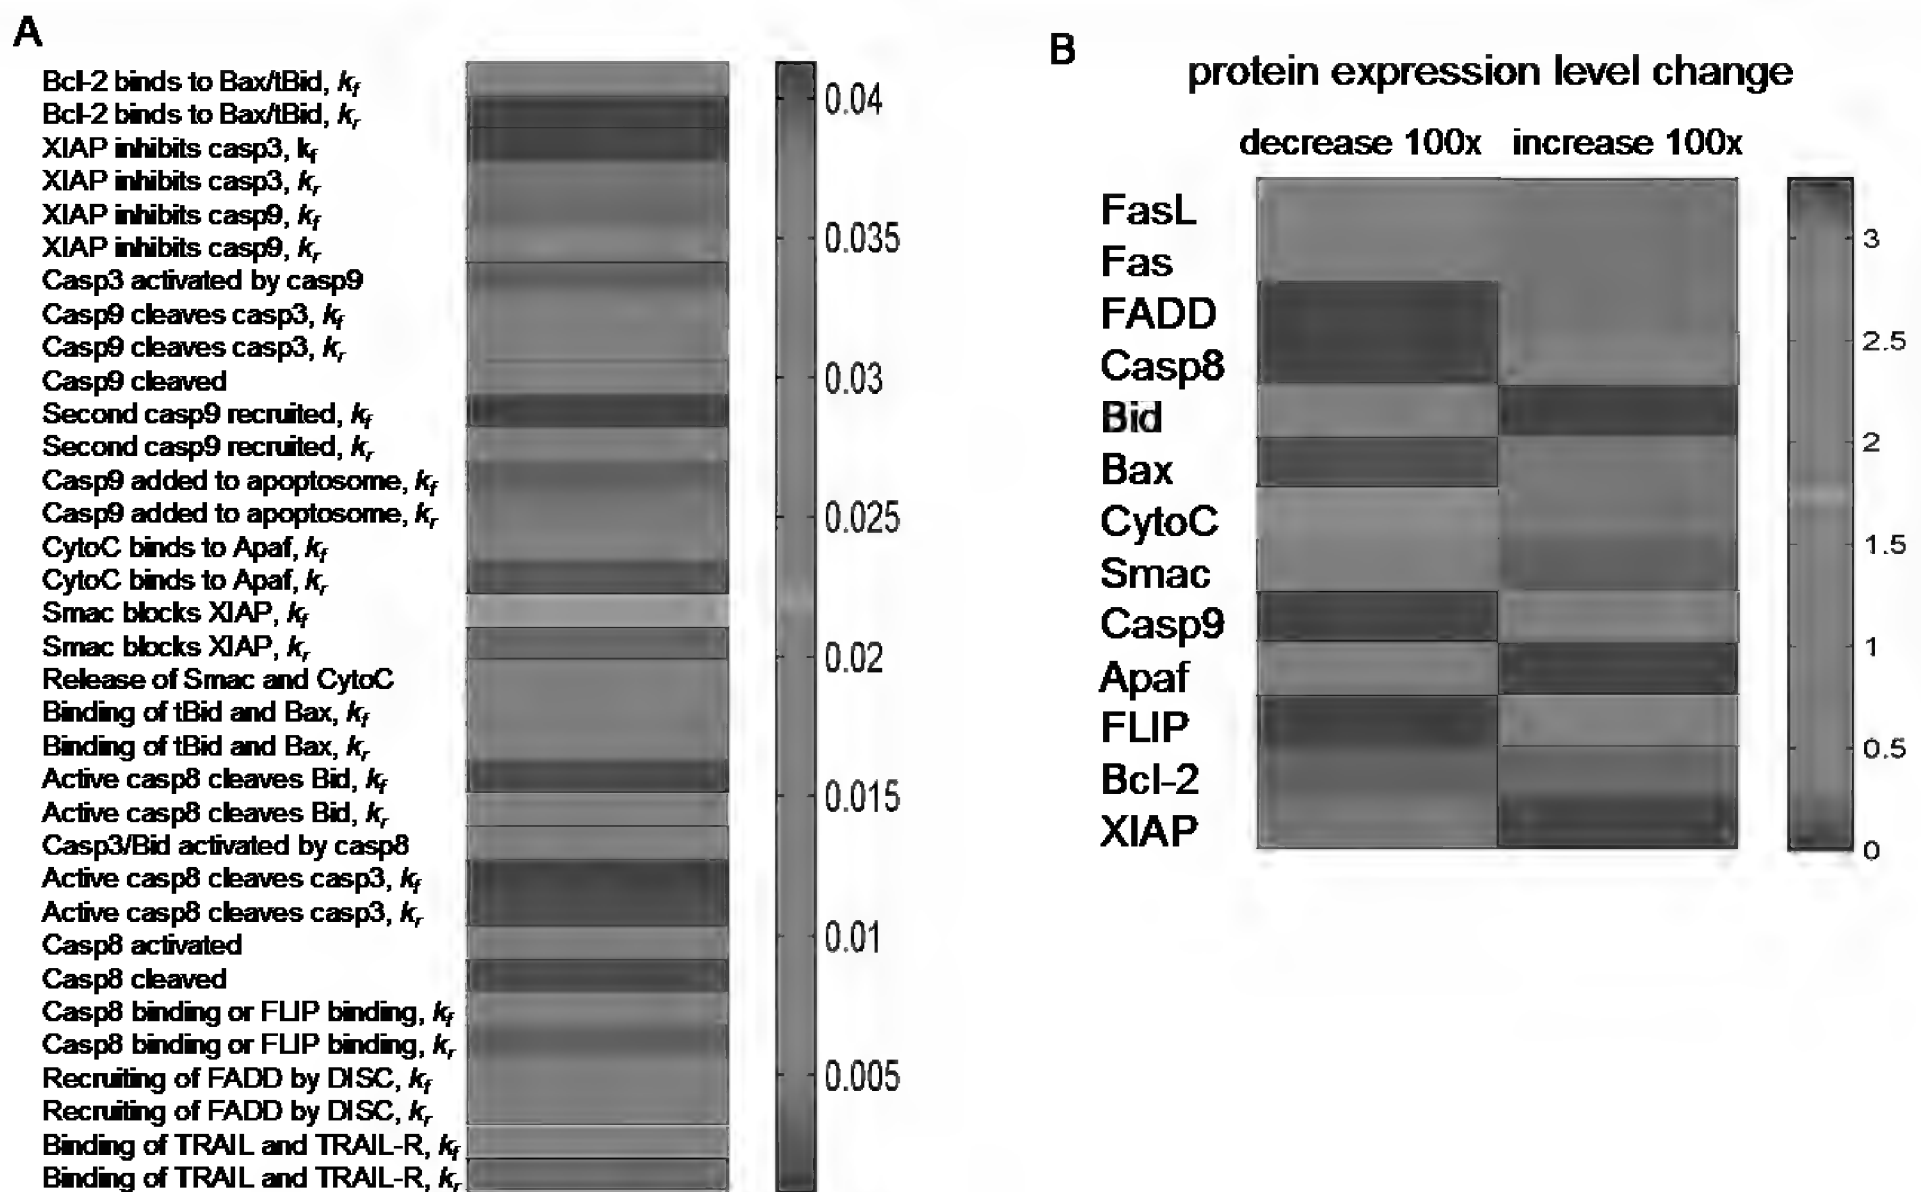 A
Bcl-2 binds to Bax/tBid, kf
Bcl-2 binds to Bax/tBid, kr
XIAP inhibits casp3, kf
XIAP inhibits casp3, kr
XIAP inhibits casp9, kf
XIAP inhibits casp9, kr
Casp3 activated by casp9
Casp9 cleaves casp3, kf
Casp9 cleaves casp3, kr
Casp9 cleaved
Second casp9 recruited, kf
Second casp9 recruited, kr
Casp9 added to apoptosome, kf
Casp9 added to apoptosome, kr
CytoC binds to Apaf, kf
CytoC binds to Apaf, kr
Smac blocks XIAP, kf
Smac blocks XIAP, kr
Release of Smac and CytoC
Binding of tBid and Bax, kf
Binding of tBid and Bax, kr
Active casp8 cleaves Bid, kf
Active casp8 cleaves Bid, kr
Casp3/Bid activated by casp8
Active casp8 cleaves casp3, kf
Active casp8 cleaves casp3, kr
Casp8 activated
Casp8 cleaved
Casp8 binding or FLIP binding, kf
Casp8 binding or FLIP binding, kr
Recruiting of FADD by DISC, kf
Recruiting of FADD by DISC, kr
Binding of TRAIL and TRAIL-R, kf
Binding of TRAIL and TRAIL-R, kr
0.04
0.035
0.03
0.025
0.02
0.015
0.01
0.005
B
protein expression level change
decrease 100x increase 100x
FasL
Fas
FADD
Casp8
Bid
Bax
CytoC
Smac
Casp9
Apaf
FLIP
Bcl-2
XIAP
3
2.5
2
1.5
1
0.5
0